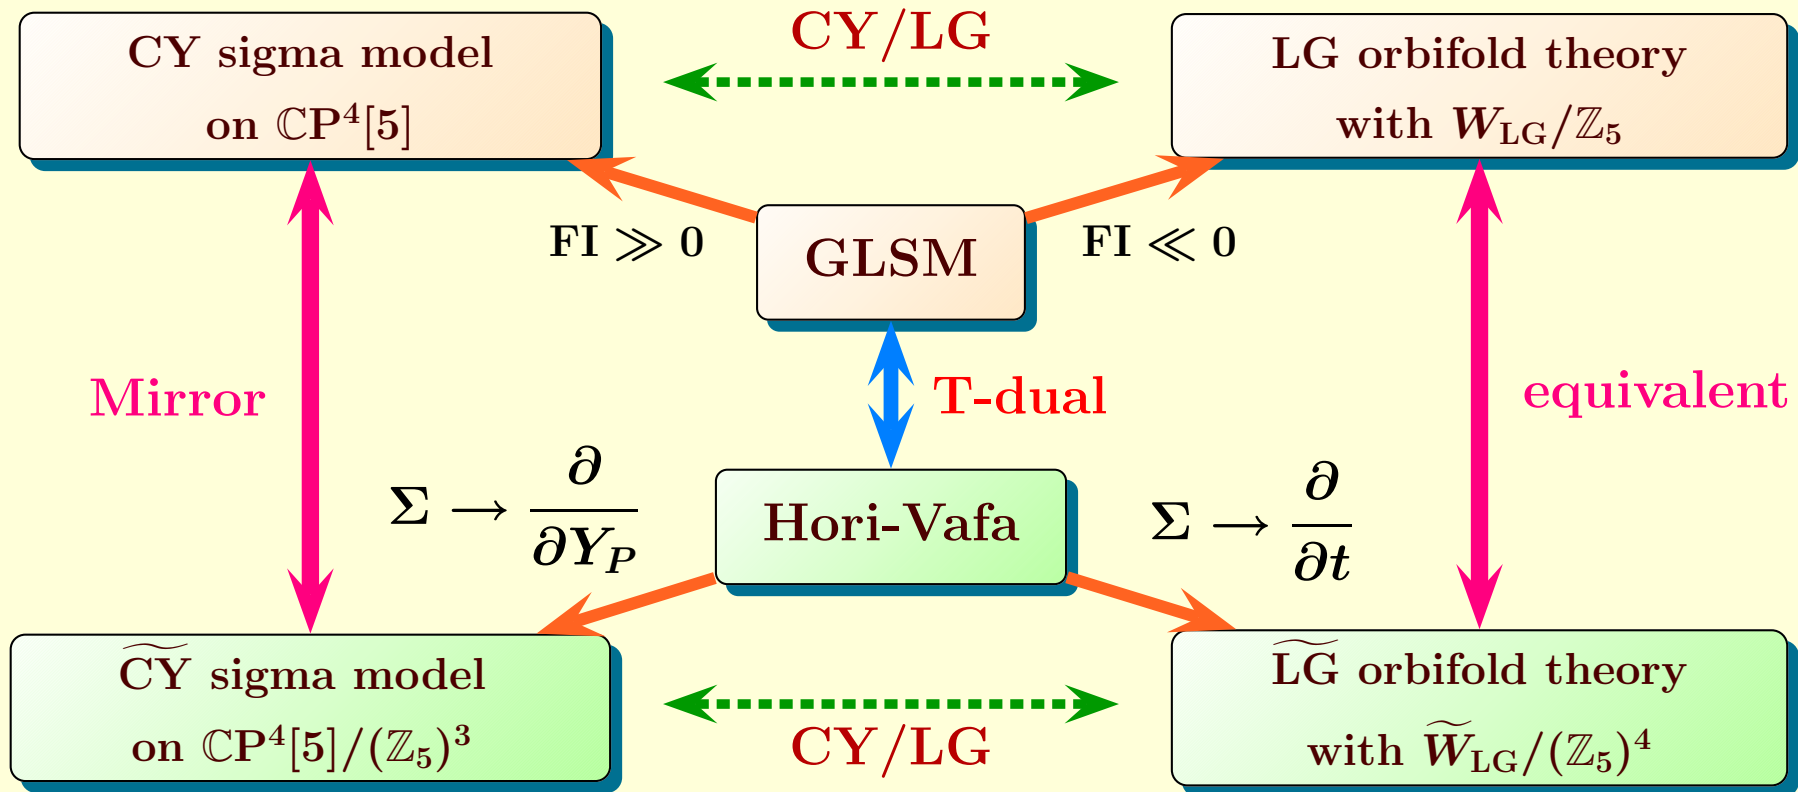 CY sigma model
on ℂP⁴[5]
CY/LG
LG orbifold theory
with W_LG/ℤ₅
FI ≫ 0
GLSM
FI ≪ 0
Mirror
T-dual
equivalent
Σ → ∂/∂Y_P
Hori-Vafa
Σ → ∂/∂t
C͠Y sigma model
on ℂP⁴[5]/(ℤ₅)³
CY/LG
L͠G orbifold theory
with W̃_LG/(ℤ₅)⁴